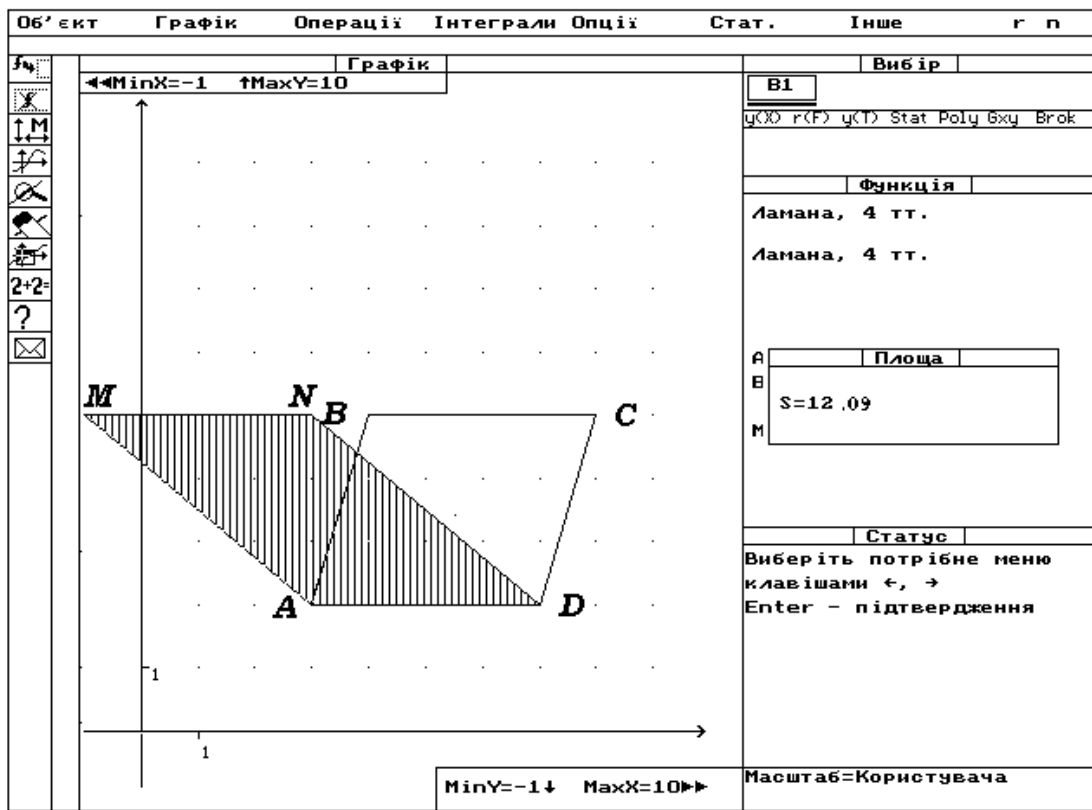 Об'єкт Графік Операції Інтеграли Опції Стат. Інше r n
Графік
◄◄MinX=-1 ↑MaxY=10
2+2=
?
M N B C
A D
1
1
MinY=-1↓ MaxX=10►►
Вибір
B1
y(X) r(F) y(T) Stat Poly Gxy Brok
Функція
Ламана, 4 тт.
Ламана, 4 тт.
A
B
M
Площа
S=12.09
Статус
Виберіть потрібне меню
клавішами ←, →
Enter - підтвердження
Масштаб=Користувача